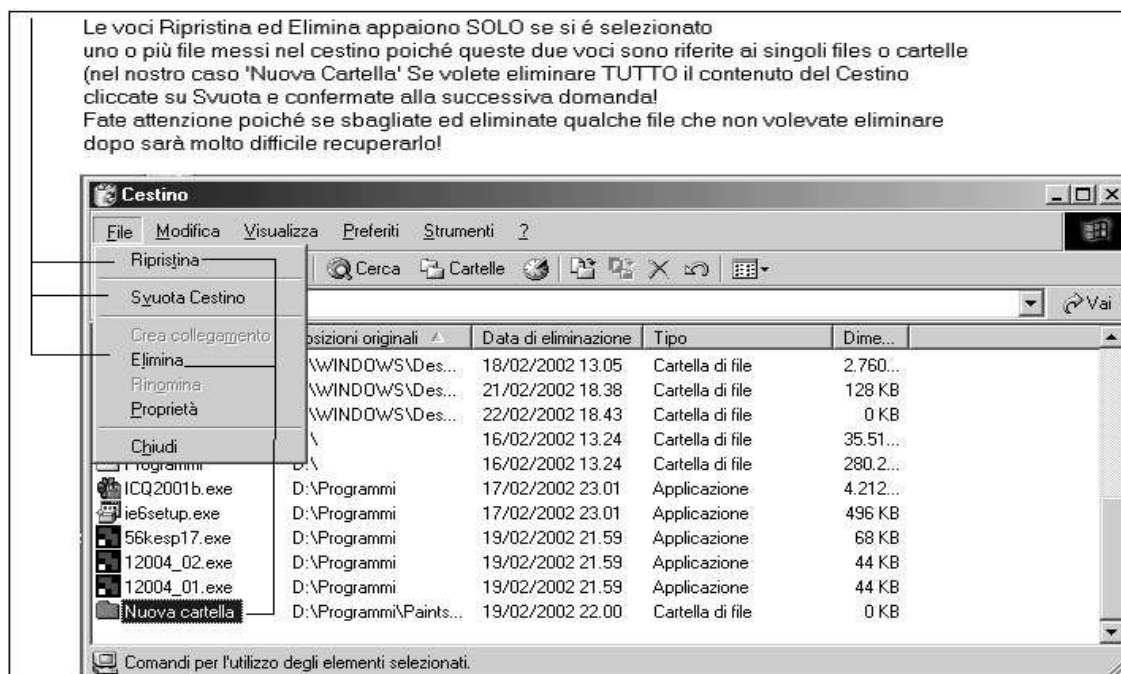 Le voci Ripristina ed Elimina appaiono SOLO se si é selezionato
uno o più file messi nel cestino poiché queste due voci sono riferite ai singoli files o cartelle
(nel nostro caso 'Nuova Cartella' Se volete eliminare TUTTO il contenuto del Cestino
cliccate su Svuota e confermate alla successiva domanda!
Fate attenzione poiché se sbagliate ed eliminate qualche file che non volevate eliminare
dopo sarà molto difficile recuperarlo!
Cestino
File Modifica Visualizza Preferiti Strumenti ?
Ripristina
Cerca Cartelle
Svuota Cestino
Vai
Crea collegamento
osizioni originali Data di eliminazione Tipo Dime...
Elimina
\WINDOWS\Des... 18/02/2002 13.05 Cartella di file 2.760...
Rinomina
\WINDOWS\Des... 21/02/2002 18.38 Cartella di file 128 KB
Proprietà
\WINDOWS\Des... 22/02/2002 18.43 Cartella di file 0 KB
Chiudi
\ 16/02/2002 13.24 Cartella di file 35.51...
Programmi D:\ 16/02/2002 13.24 Cartella di file 280.2...
ICQ2001b.exe D:\Programmi 17/02/2002 23.01 Applicazione 4.212...
ie6setup.exe D:\Programmi 17/02/2002 23.01 Applicazione 496 KB
56kesp17.exe D:\Programmi 19/02/2002 21.59 Applicazione 68 KB
12004_02.exe D:\Programmi 19/02/2002 21.59 Applicazione 44 KB
12004_01.exe D:\Programmi 19/02/2002 21.59 Applicazione 44 KB
Nuova cartella D:\Programmi\Paints... 19/02/2002 22.00 Cartella di file 0 KB
Comandi per l'utilizzo degli elementi selezionati.